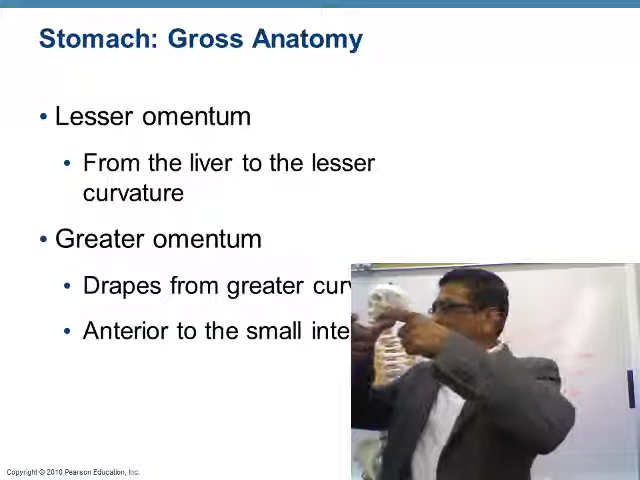 Stomach: Gross Anatomy
• Lesser omentum
• From the liver to the lesser
curvature
• Greater omentum
• Drapes from greater cur
• Anterior to the small inte
Copyright © 2010 Pearson Education, Inc.